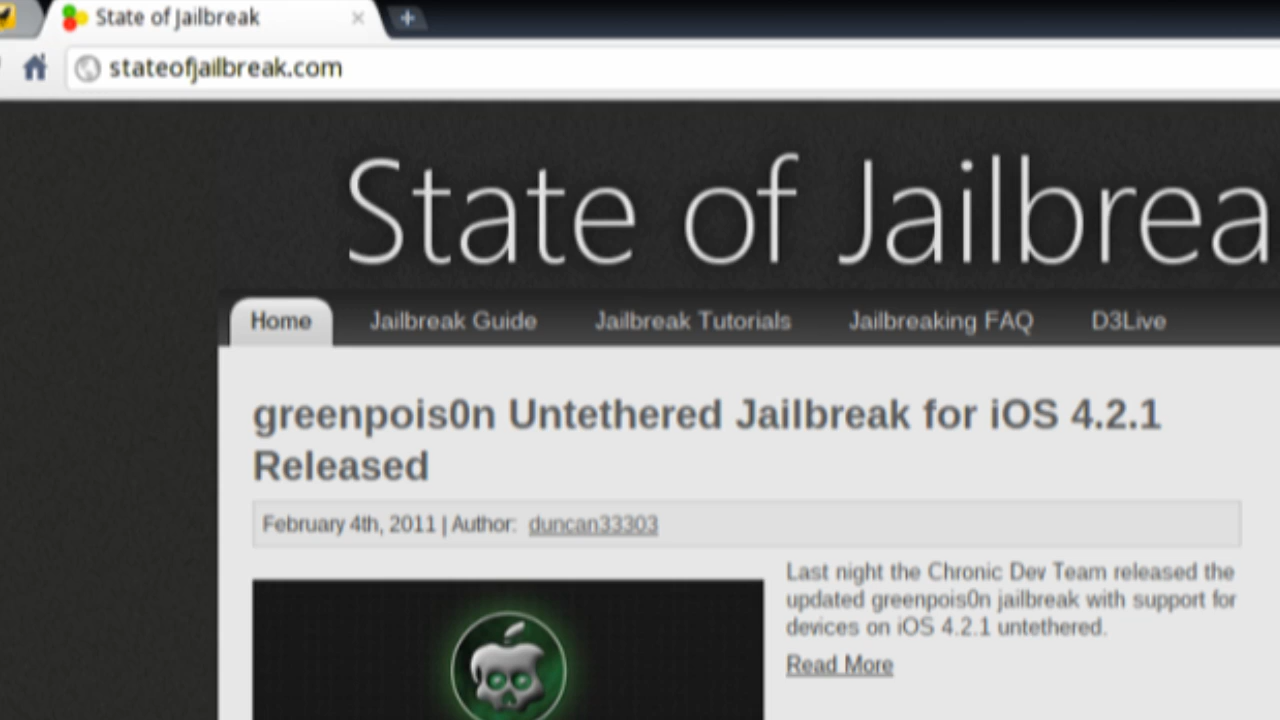 State of Jailbreak
stateofjailbreak.com
State of Jailbrea
Home Jailbreak Guide Jailbreak Tutorials Jailbreaking FAQ D3Live
greenpois0n Untethered Jailbreak for iOS 4.2.1
Released
February 4th, 2011 | Author: duncan33303
Last night the Chronic Dev Team released the
updated greenpois0n jailbreak with support for
devices on iOS 4.2.1 untethered.
Read More